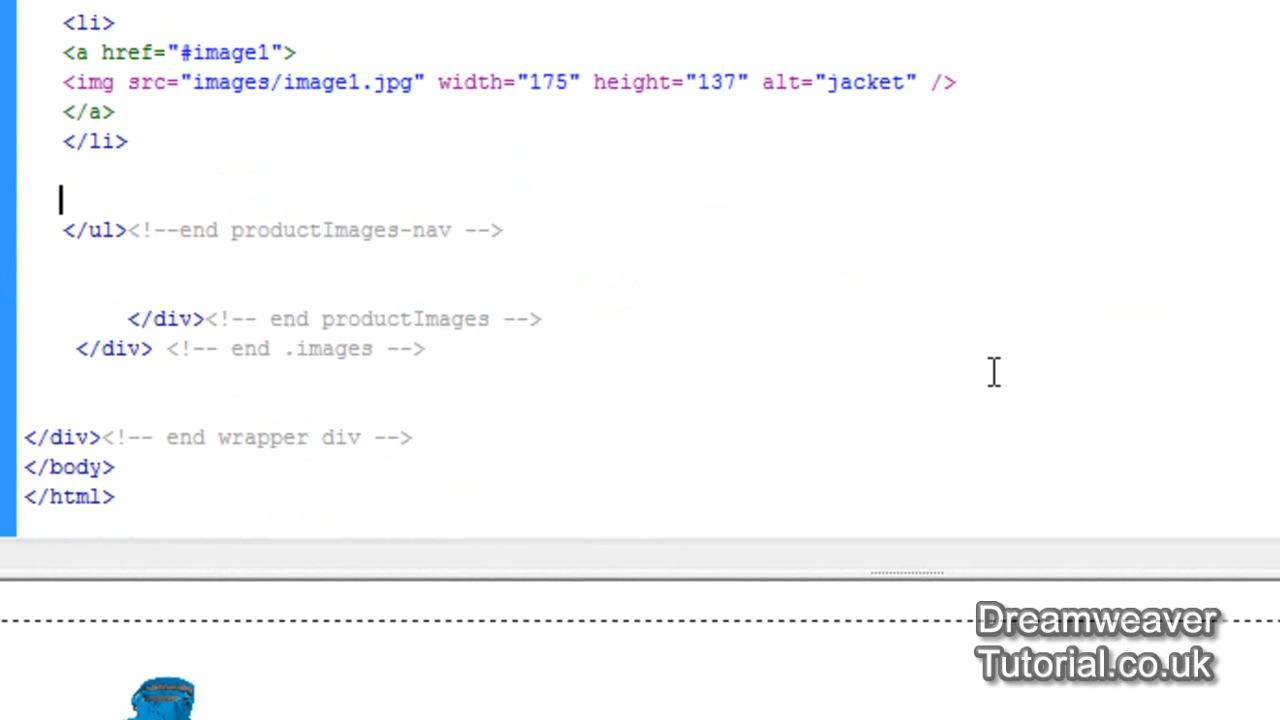 <li>
<a href="#image1">
<img src="images/image1.jpg" width="175" height="137" alt="jacket" />
</a>
</li>
</ul><!--end productImages-nav -->
</div><!-- end productImages -->
</div> <!-- end .images -->
</div><!-- end wrapper div -->
</body>
</html>
Dreamweaver
Tutorial.co.uk